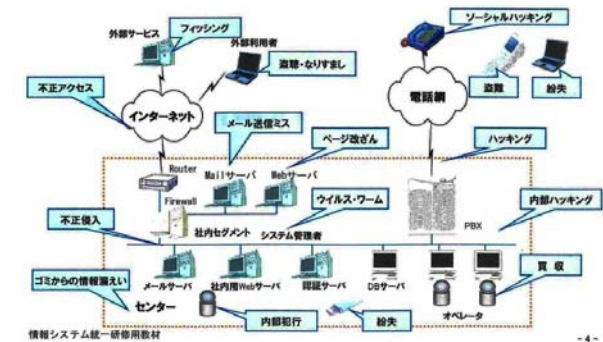 ソーシャルハッキング
外部サービス
フィッシング
外部利用者
盗聴・なりすまし
盗難
紛失
不正アクセス
インターネット
電話網
メール送信ミス
ページ改ざん
ハッキング
Router
Mailサーバ
Webサーバ
Firewall
ウイルス・ワーム
内部ハッキング
PBX
不正侵入
社内セグメント
システム管理者
ゴミからの情報漏えい
メールサーバ
社内用Webサーバ
認証サーバ
DBサーバ
買収
センター
オペレータ
内部犯行
紛失
情報システム統一研修用教材
- 4 -